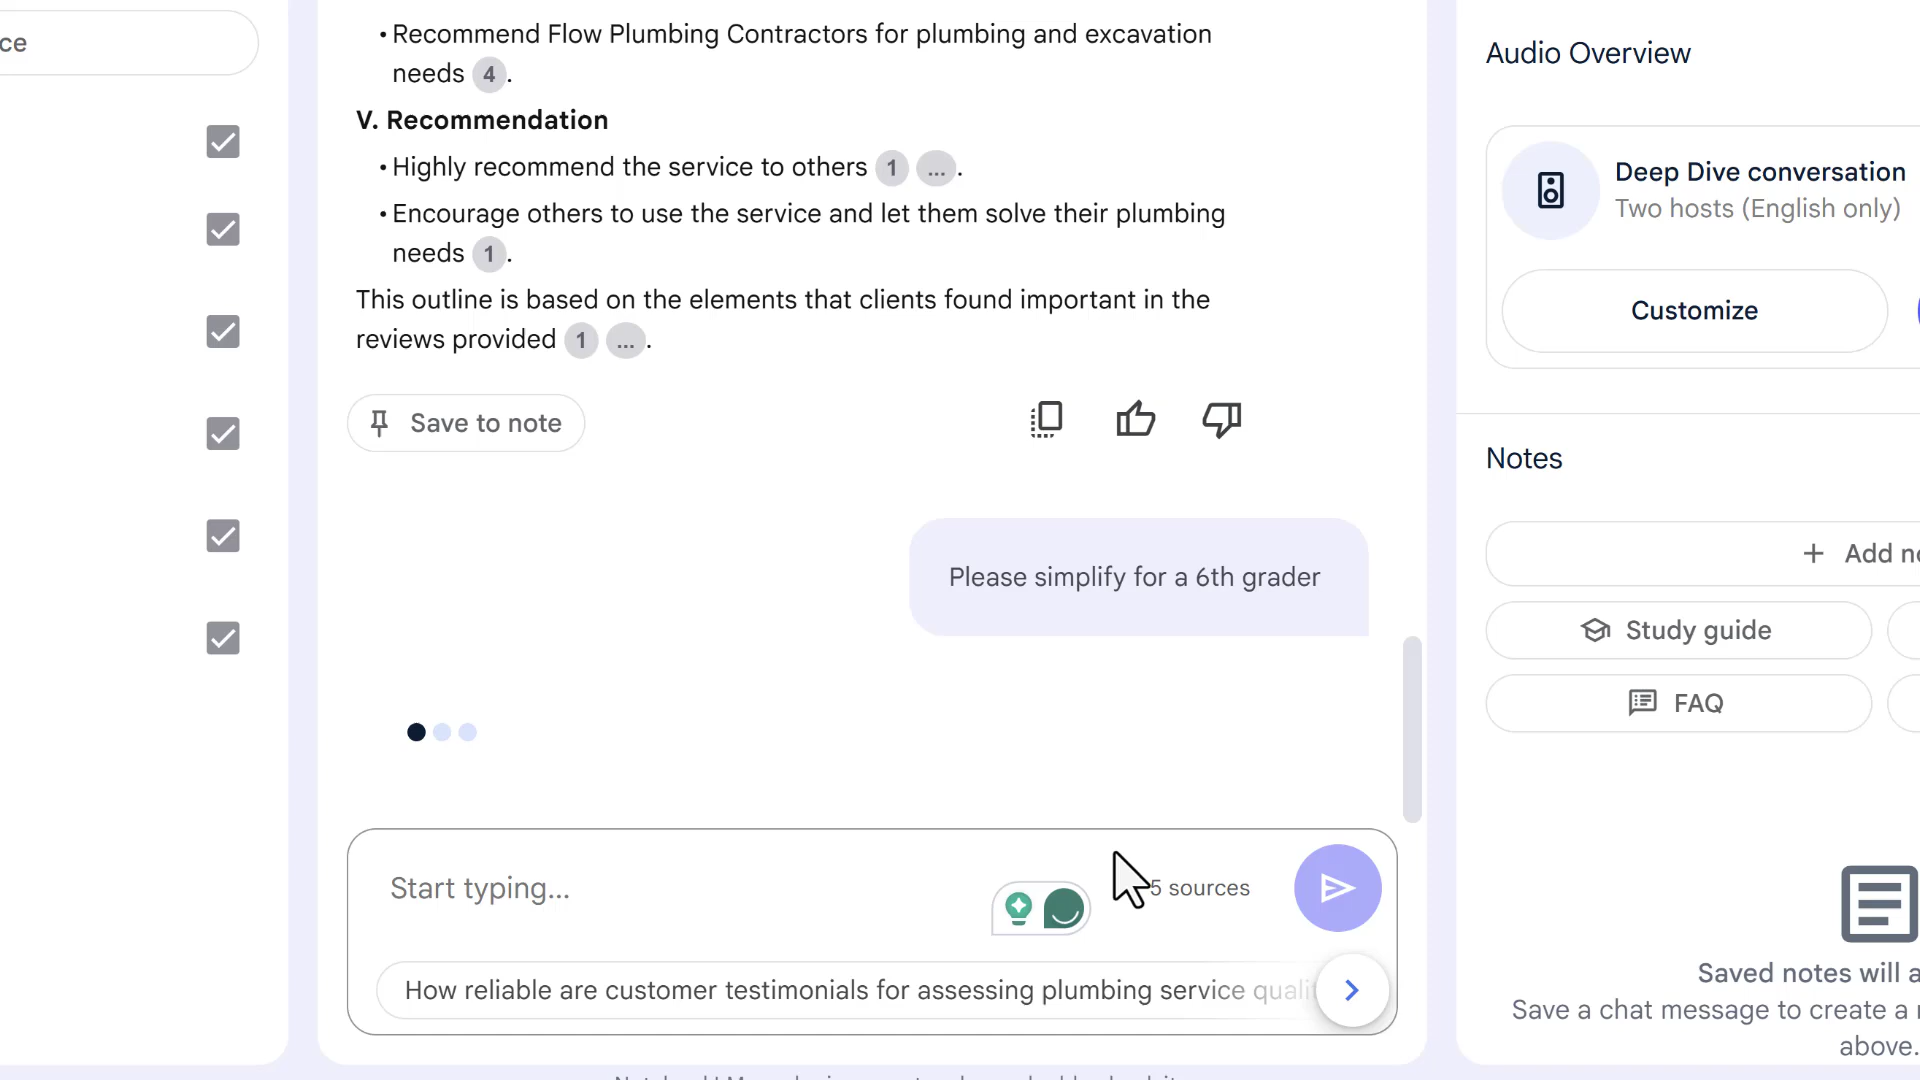 ce
• Recommend Flow Plumbing Contractors for plumbing and excavation
needs 4.
V. Recommendation
• Highly recommend the service to others 1 ... .
• Encourage others to use the service and let them solve their plumbing
needs 1.
This outline is based on the elements that clients found important in the
reviews provided 1 ... .
Save to note
Please simplify for a 6th grader
Start typing...
5 sources
How reliable are customer testimonials for assessing plumbing service quali
Audio Overview
Deep Dive conversation
Two hosts (English only)
Customize
Notes
+ Add no
Study guide
FAQ
Saved notes will a
Save a chat message to create a
above.